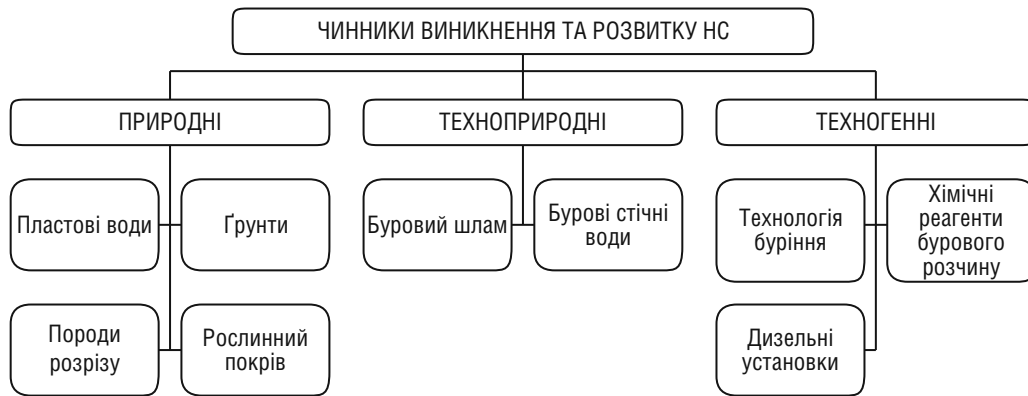 ЧИННИКИ ВИНИКНЕННЯ ТА РОЗВИТКУ НС
ПРИРОДНІ
ТЕХНОПРИРОДНІ
ТЕХНОГЕННІ
Пластові води
Ґрунти
Буровий шлам
Бурові стічні
води
Технологія
буріння
Хімічні
реагенти
бурового
розчину
Породи
розрізу
Рослинний
покрів
Дизельні
установки